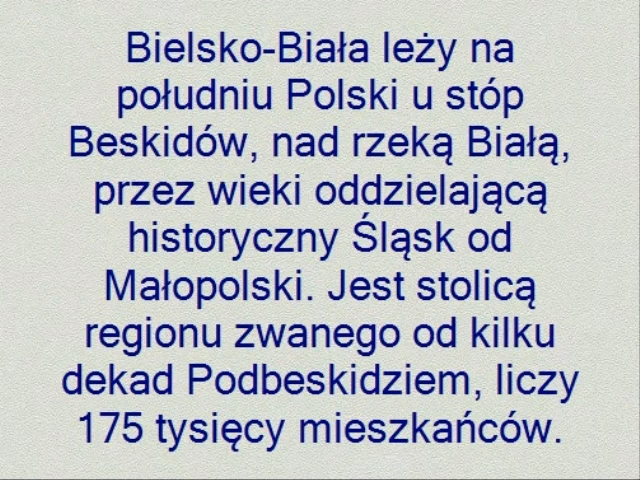 Bielsko-Biała leży na
południu Polski u stóp
Beskidów, nad rzeką Białą,
przez wieki oddzielającą
historyczny Śląsk od
Małopolski. Jest stolicą
regionu zwanego od kilku
dekad Podbeskidziem, liczy
175 tysięcy mieszkańców.